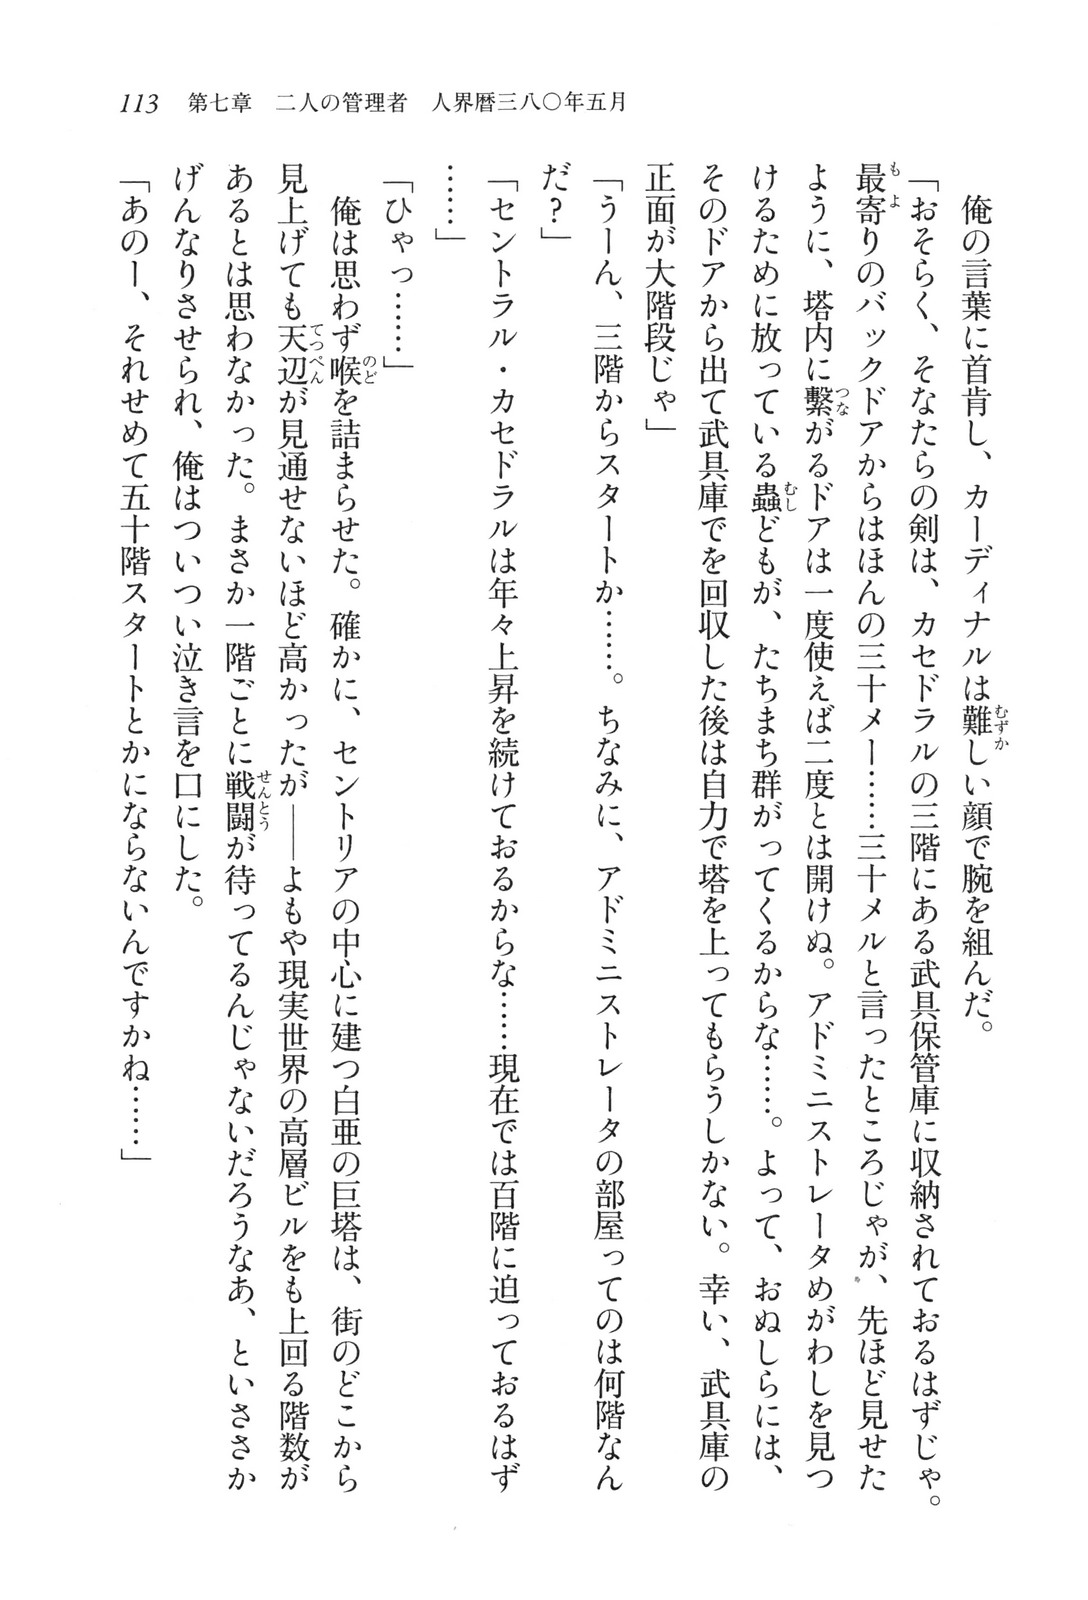 113　第七章　二人の管理者　人界暦三八〇年五月
　俺の言葉に首肯し、カーディナルは難しい顔で腕を組んだ。
「おそらく、そなたらの剣は、カセドラルの三階にある武具保管庫に収納されておるはずじゃ。
最寄りのバックドアからはほんの三十メー……三十メルと言ったところじゃが、先ほど見せた
ように、塔内に繫がるドアは一度使えば二度とは開けぬ。アドミニストレータめがわしを見つ
けるために放っている蟲どもが、たちまち群がってくるからな……。よって、おぬしらには、
そのドアから出て武具庫でを回収した後は自力で塔を上ってもらうしかない。幸い、武具庫の
正面が大階段じゃ」
「うーん、三階からスタートか……。ちなみに、アドミニストレータの部屋ってのは何階なん
だ？」
「セントラル・カセドラルは年々上昇を続けておるからな……現在では百階に迫っておるはず
……」
「ひゃっ……」
　俺は思わず喉を詰まらせた。確かに、セントリアの中心に建つ白亜の巨塔は、街のどこから
見上げても天辺が見通せないほど高かったが――よもや現実世界の高層ビルをも上回る階数が
あるとは思わなかった。まさか一階ごとに戦闘が待ってるんじゃないだろうなあ、といささか
げんなりさせられ、俺はついつい泣き言を口にした。
「あのー、それせめて五十階スタートとかにならないんですかね……」